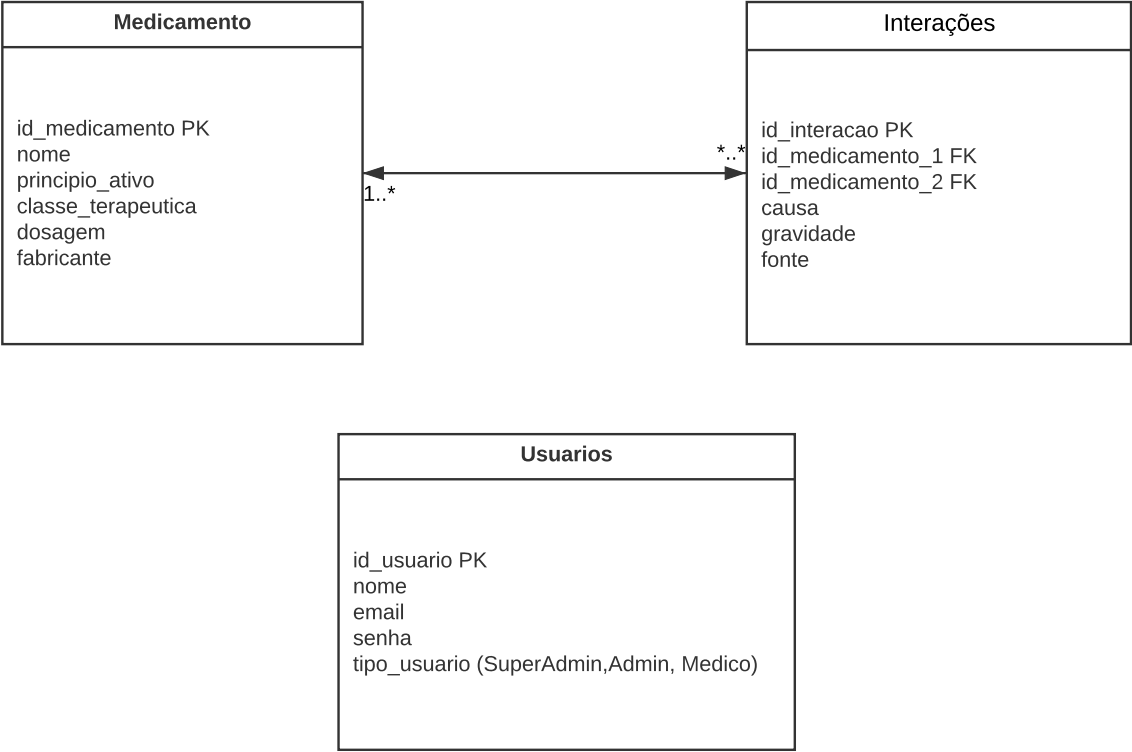 Medicamento
id_medicamento PK
nome
principio_ativo
classe_terapeutica
dosagem
fabricante
1..*
*..*
Interações
id_interacao PK
id_medicamento_1 FK
id_medicamento_2 FK
causa
gravidade
fonte
Usuarios
id_usuario PK
nome
email
senha
tipo_usuario (SuperAdmin,Admin, Medico)